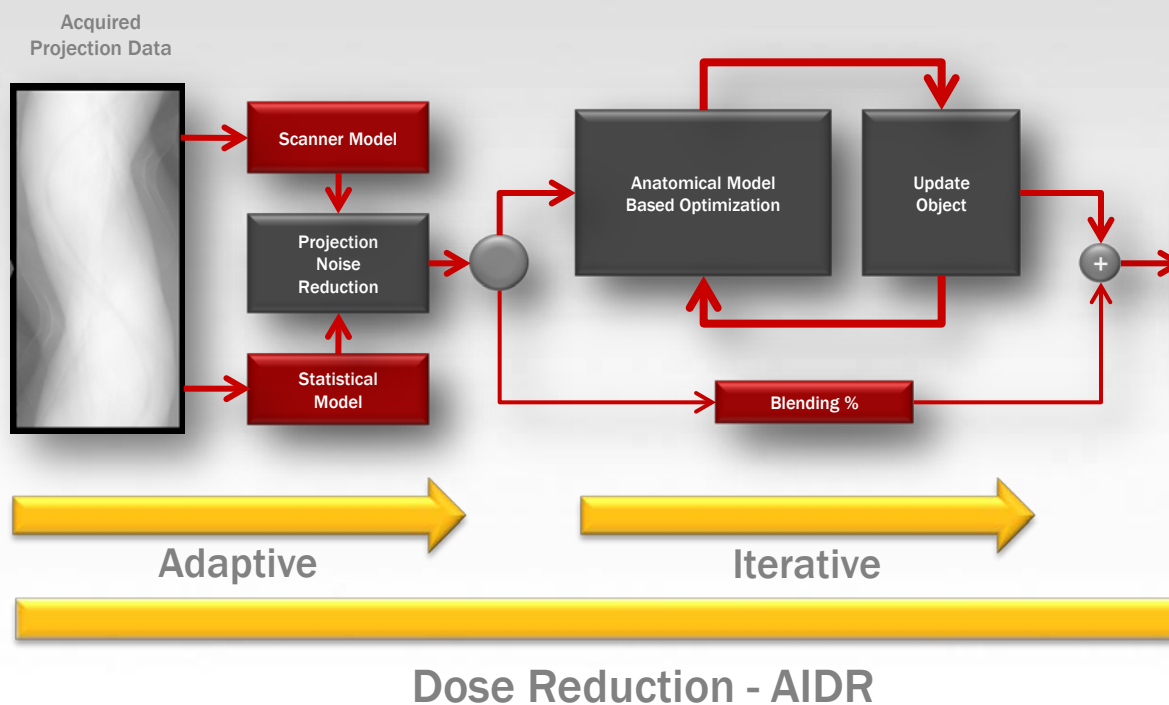 Acquired
Projection Data
Scanner Model
Projection
Noise
Reduction
Statistical
Model
Anatomical Model
Based Optimization
Update
Object
+
Blending %
Adaptive
Iterative
Dose Reduction - AIDR